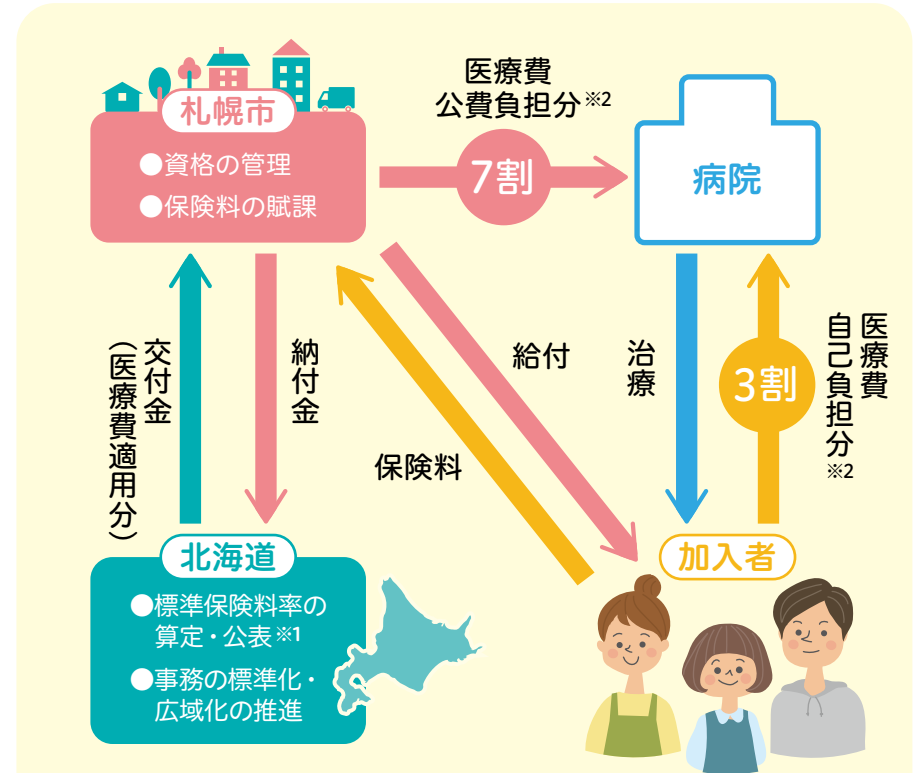 札幌市
●資格の管理
●保険料の賦課
医療費
公費負担分※2
7割
病院
交付金
（医療費適用分）
納付金
保険料
給付
治療
3割
医療費
自己負担分
※2
北海道
●標準保険料率の
算定・公表※1
●事務の標準化・
広域化の推進
加入者